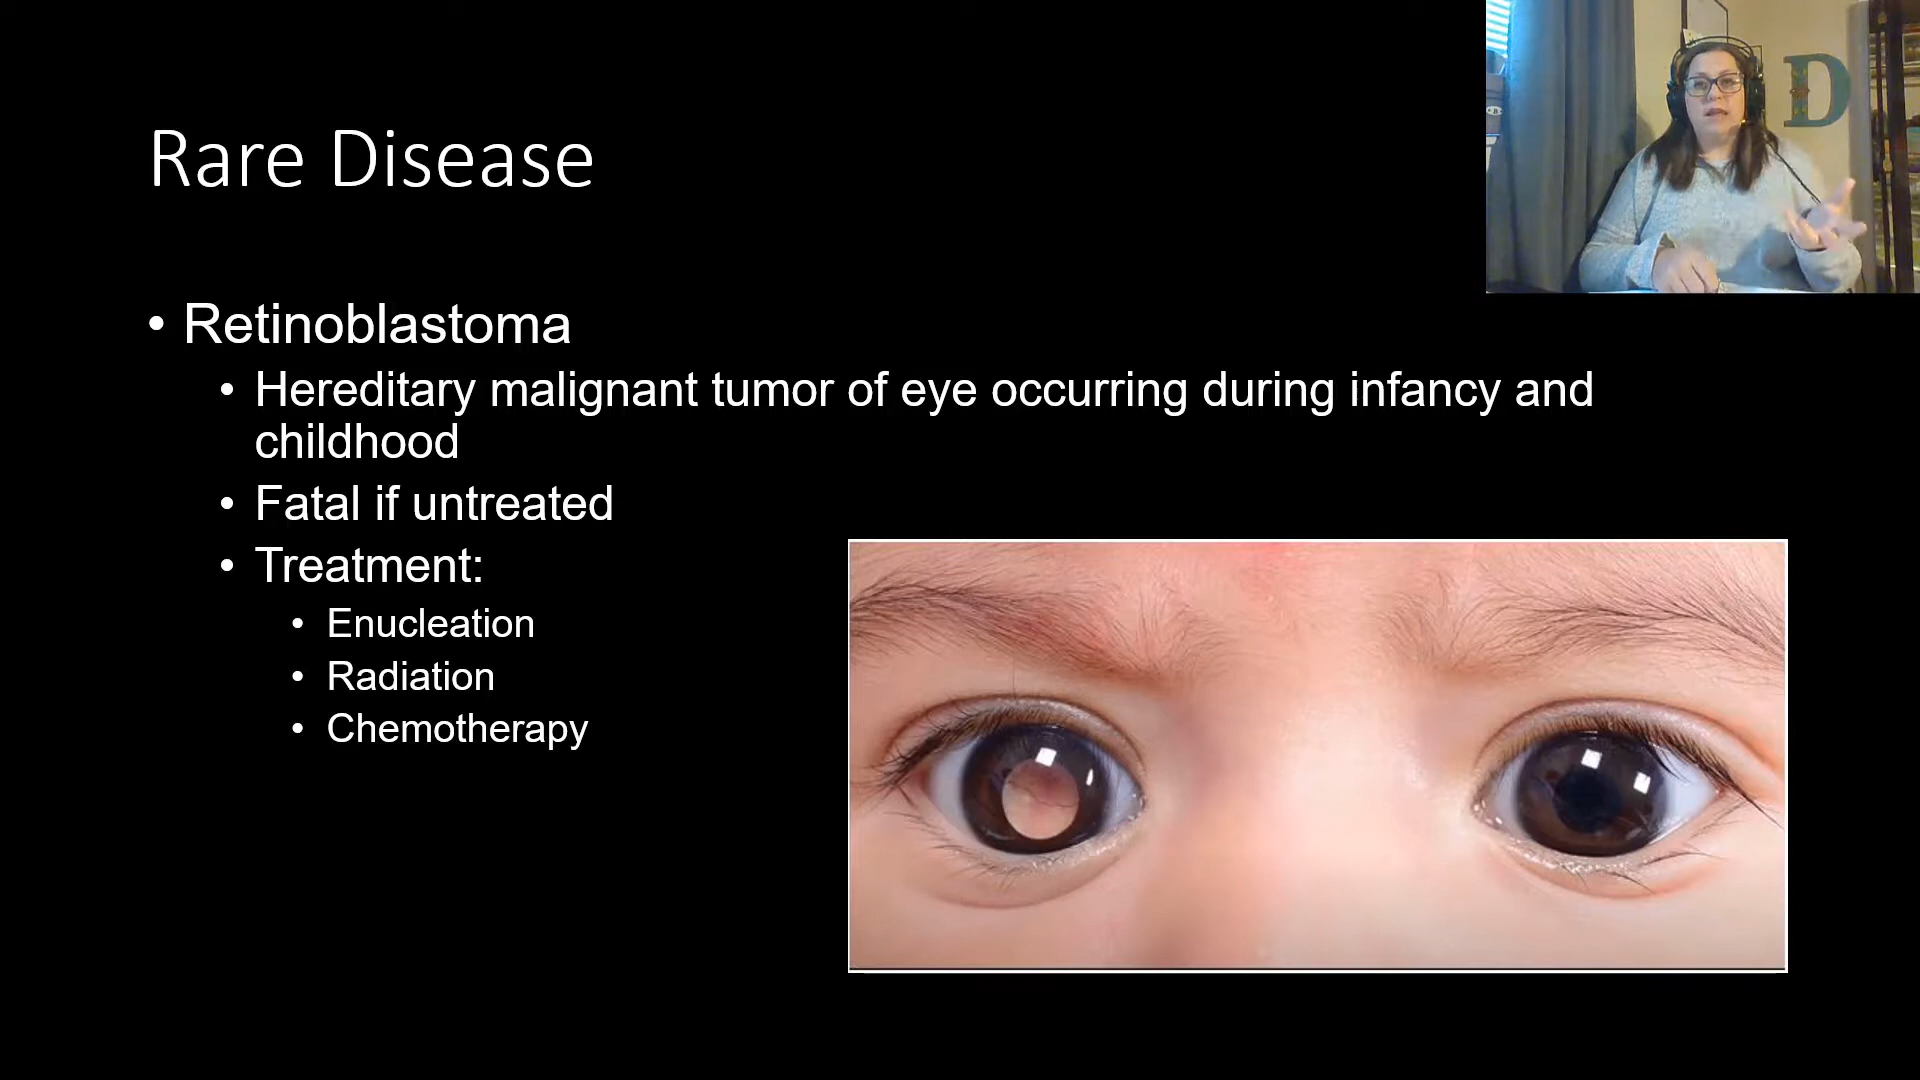 Rare Disease
D
• Retinoblastoma
• Hereditary malignant tumor of eye occurring during infancy and
childhood
• Fatal if untreated
• Treatment:
• Enucleation
• Radiation
• Chemotherapy